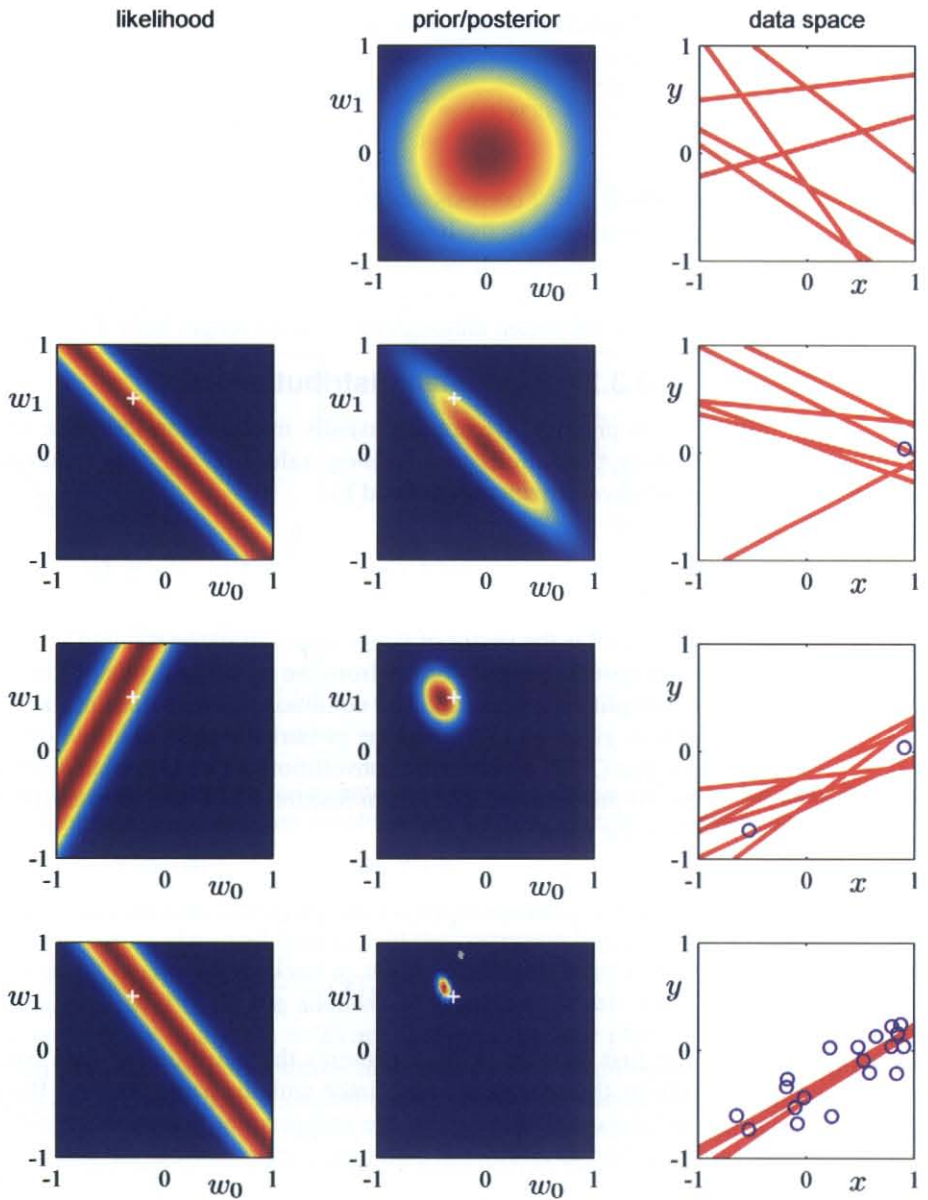 likelihood prior/posterior data space
1 1
w₁ y
0 0
-1 -1
-1 0 w₀ 1 -1 0 x 1
1 1 1
w₁ w₁ y
0 0 0
-1 -1 -1
-1 0 w₀ 1 -1 0 w₀ 1 -1 0 x 1
1 1 1
w₁ w₁ y
0 0 0
-1 -1 -1
-1 0 w₀ 1 -1 0 w₀ 1 -1 0 x 1
1 1 1
w₁ w₁ y
0 0 0
-1 -1 -1
-1 0 w₀ 1 -1 0 w₀ 1 -1 0 x 1